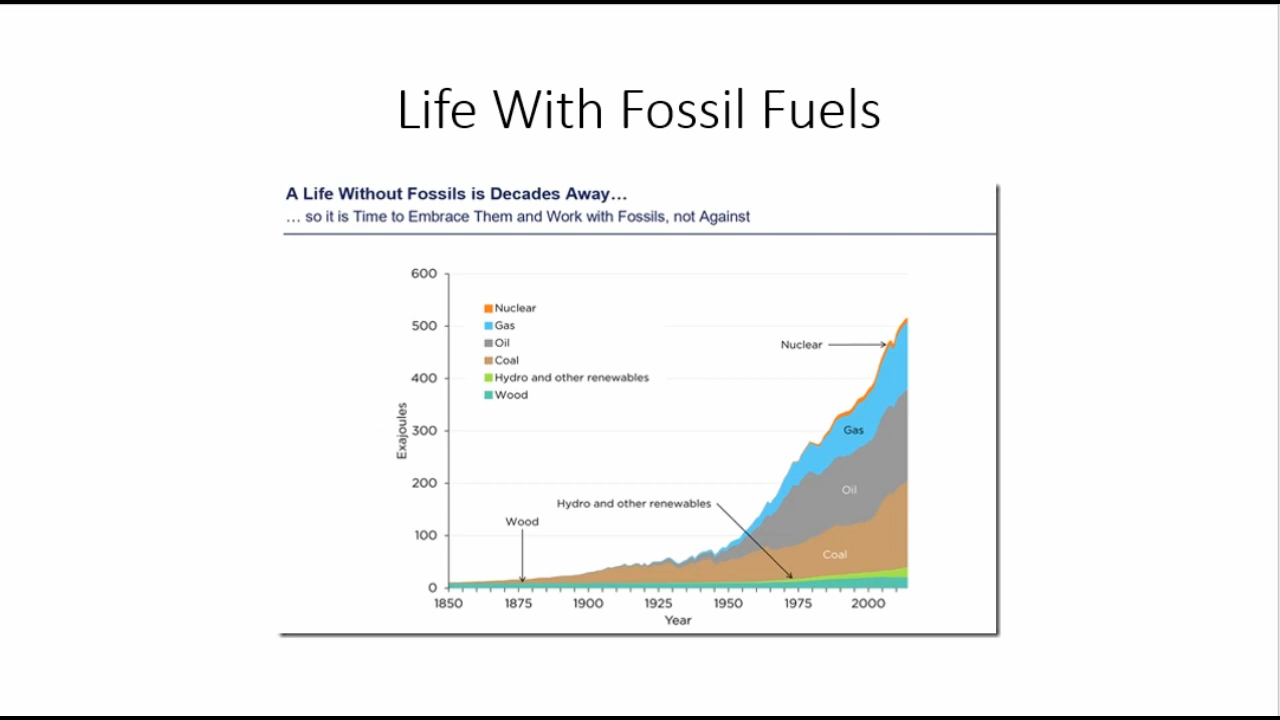 Life With Fossil Fuels
A Life Without Fossils is Decades Away…
… so it is Time to Embrace Them and Work with Fossils, not Against
600
500
400
300
200
100
0
Exajoules
Nuclear
Gas
Oil
Coal
Hydro and other renewables
Wood
Nuclear
Gas
Oil
Hydro and other renewables
Wood
Coal
1850 1875 1900 1925 1950 1975 2000
Year